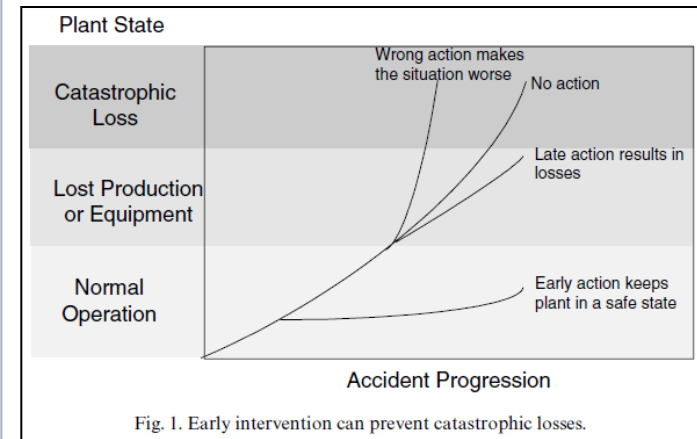 Plant State
Wrong action makes
the situation worse
No action
Catastrophic
Loss
Late action results in
losses
Lost Production
or Equipment
Early action keeps
plant in a safe state
Normal
Operation
Accident Progression
Fig. 1. Early intervention can prevent catastrophic losses.